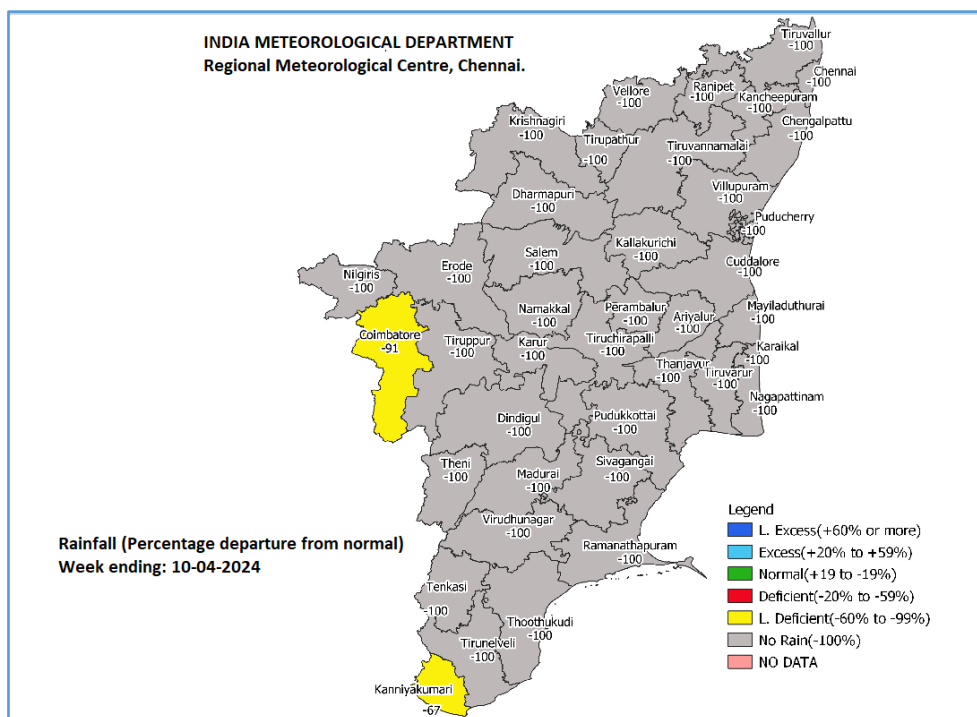 INDIA METEOROLOGICAL DEPARTMENT
Regional Meteorological Centre, Chennai.
Tiruvallur
-100
Chennai
-100
Vellore
-100
Ranipet
-100
Kancheepuram
-100
Chengalpattu
-100
Krishnagiri
-100
Tirupathur
-100
Tiruvannamalai
-100
Dharmapuri
-100
Villupuram
-100
Puducherry
-100
Kallakurichi
-100
Salem
-100
Cuddalore
-100
Erode
-100
Nilgiris
-100
Namakkal
-100
Perambalur
-100
Ariyalur
-100
Mayiladuthurai
-100
Coimbatore
-91
Tiruppur
-100
Karur
-100
Tiruchirapalli
-100
Karaikal
-100
Thanjavur
-100
Tiruvarur
-100
Nagapattinam
-100
Dindigul
-100
Pudukkottai
-100
Theni
-100
Madurai
-100
Sivagangai
-100
Virudhunagar
-100
Ramanathapuram
-100
Tenkasi
-100
Thoothukudi
-100
Tirunelveli
-100
Kanniyakumari
-67
Rainfall (Percentage departure from normal)
Week ending: 10-04-2024
Legend
L. Excess(+60% or more)
Excess(+20% to +59%)
Normal(+19 to -19%)
Deficient(-20% to -59%)
L. Deficient(-60% to -99%)
No Rain(-100%)
NO DATA